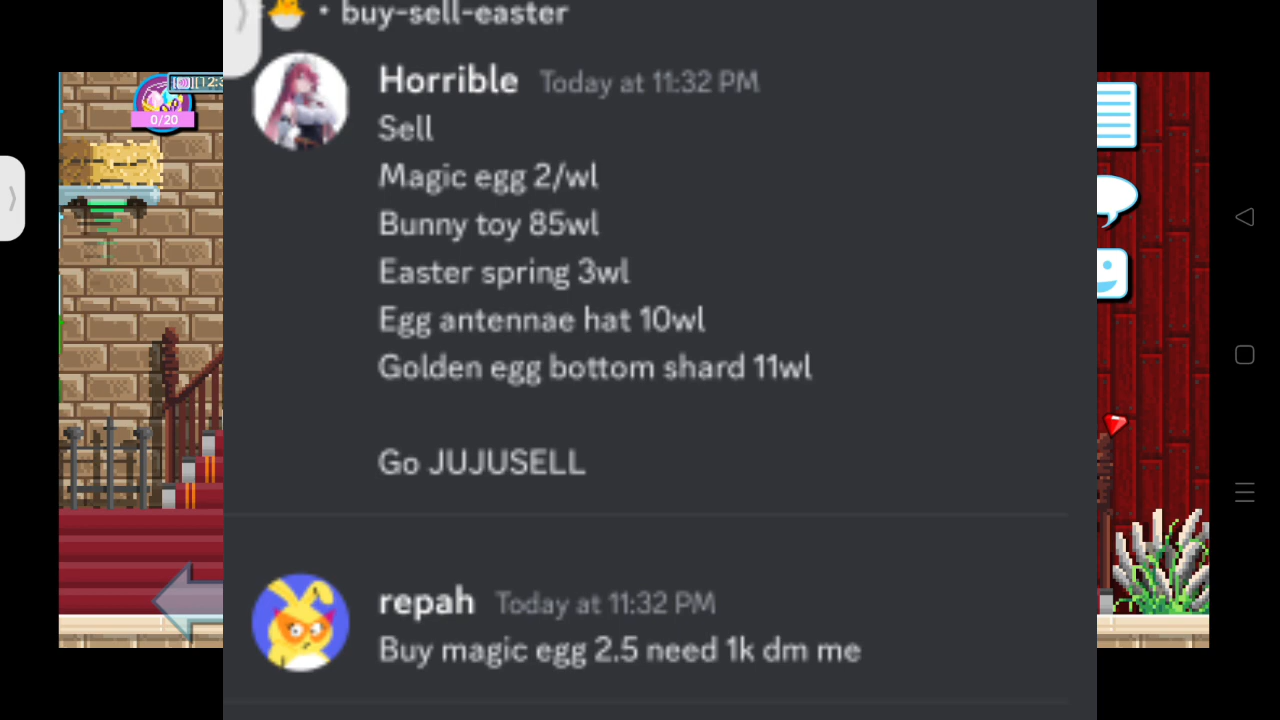 • buy-sell-easter
Horrible Today at 11:32 PM
Sell
Magic egg 2/wl
Bunny toy 85wl
Easter spring 3wl
Egg antennae hat 10wl
Golden egg bottom shard 11wl
Go JUJUSELL
repah Today at 11:32 PM
Buy magic egg 2.5 need 1k dm me
0/20